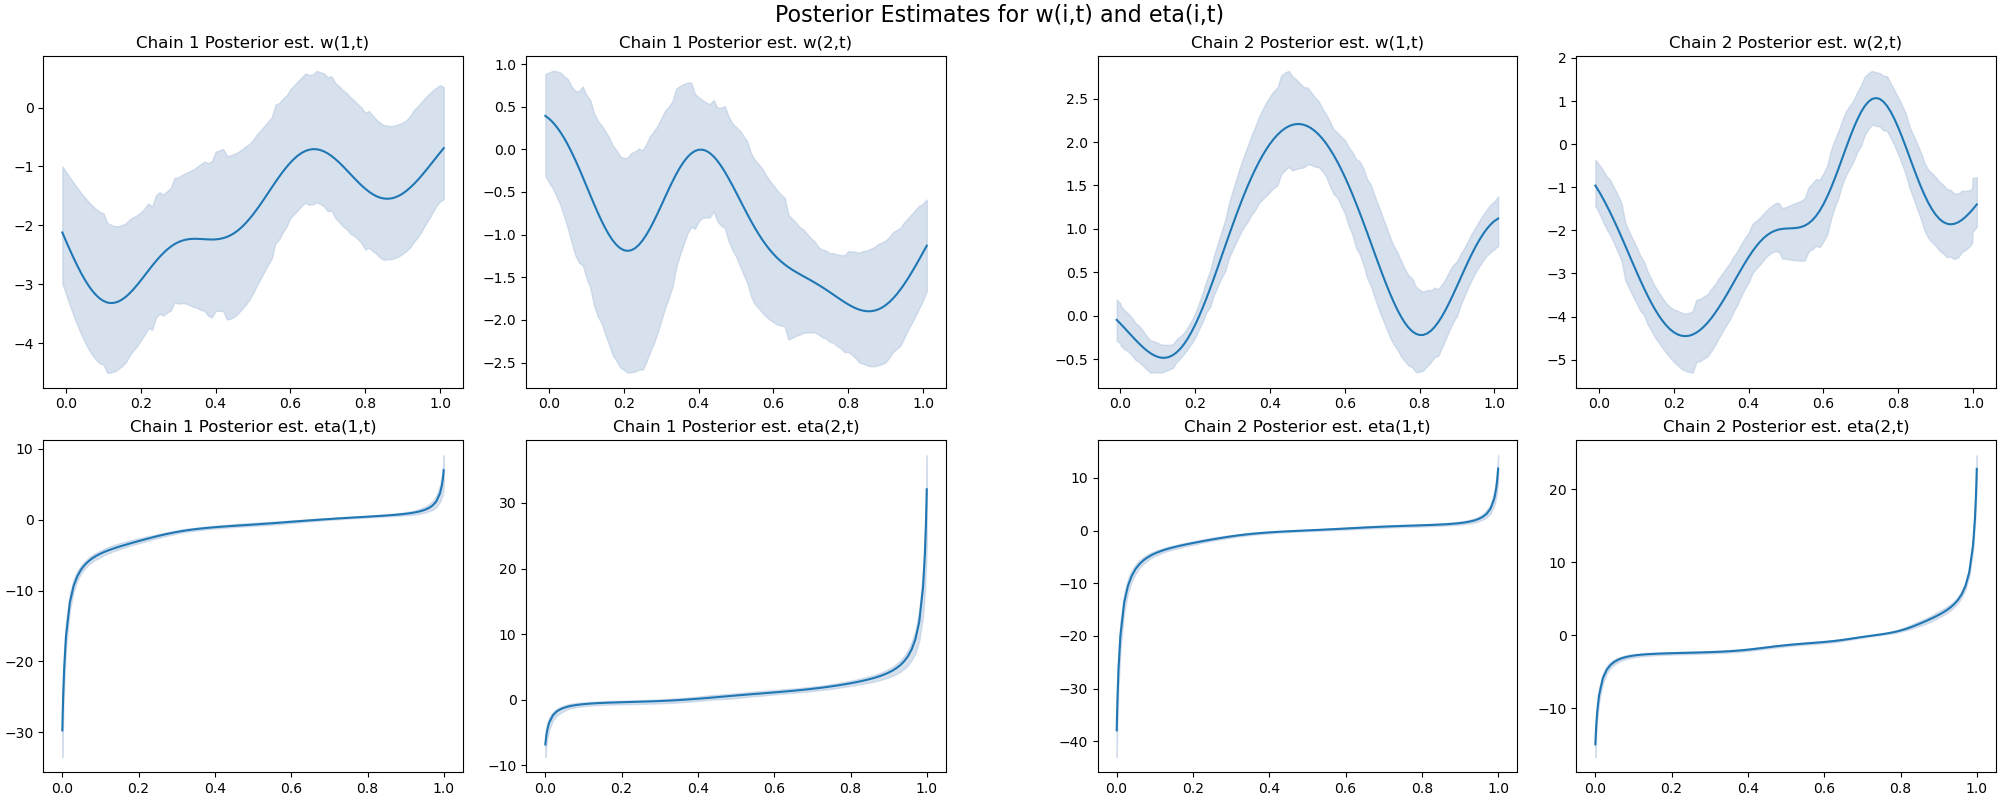 Posterior Estimates for w(i,t) and eta(i,t)
Chain 1 Posterior est. w(1,t)
0
−1
−2
−3
−4
0.0 0.2 0.4 0.6 0.8 1.0
Chain 1 Posterior est. w(2,t)
1.0
0.5
0.0
−0.5
−1.0
−1.5
−2.0
−2.5
0.0 0.2 0.4 0.6 0.8 1.0
Chain 2 Posterior est. w(1,t)
2.5
2.0
1.5
1.0
0.5
0.0
−0.5
0.0 0.2 0.4 0.6 0.8 1.0
Chain 2 Posterior est. w(2,t)
2
1
0
−1
−2
−3
−4
−5
0.0 0.2 0.4 0.6 0.8 1.0
Chain 1 Posterior est. eta(1,t)
10
0
−10
−20
−30
0.0 0.2 0.4 0.6 0.8 1.0
Chain 1 Posterior est. eta(2,t)
30
20
10
0
−10
0.0 0.2 0.4 0.6 0.8 1.0
Chain 2 Posterior est. eta(1,t)
10
0
−10
−20
−30
−40
0.0 0.2 0.4 0.6 0.8 1.0
Chain 2 Posterior est. eta(2,t)
20
10
0
−10
0.0 0.2 0.4 0.6 0.8 1.0